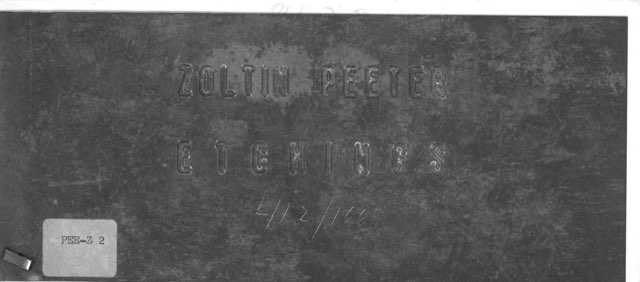 ZOLTIN PEETER
ETCHINGS
PEE-Z 2